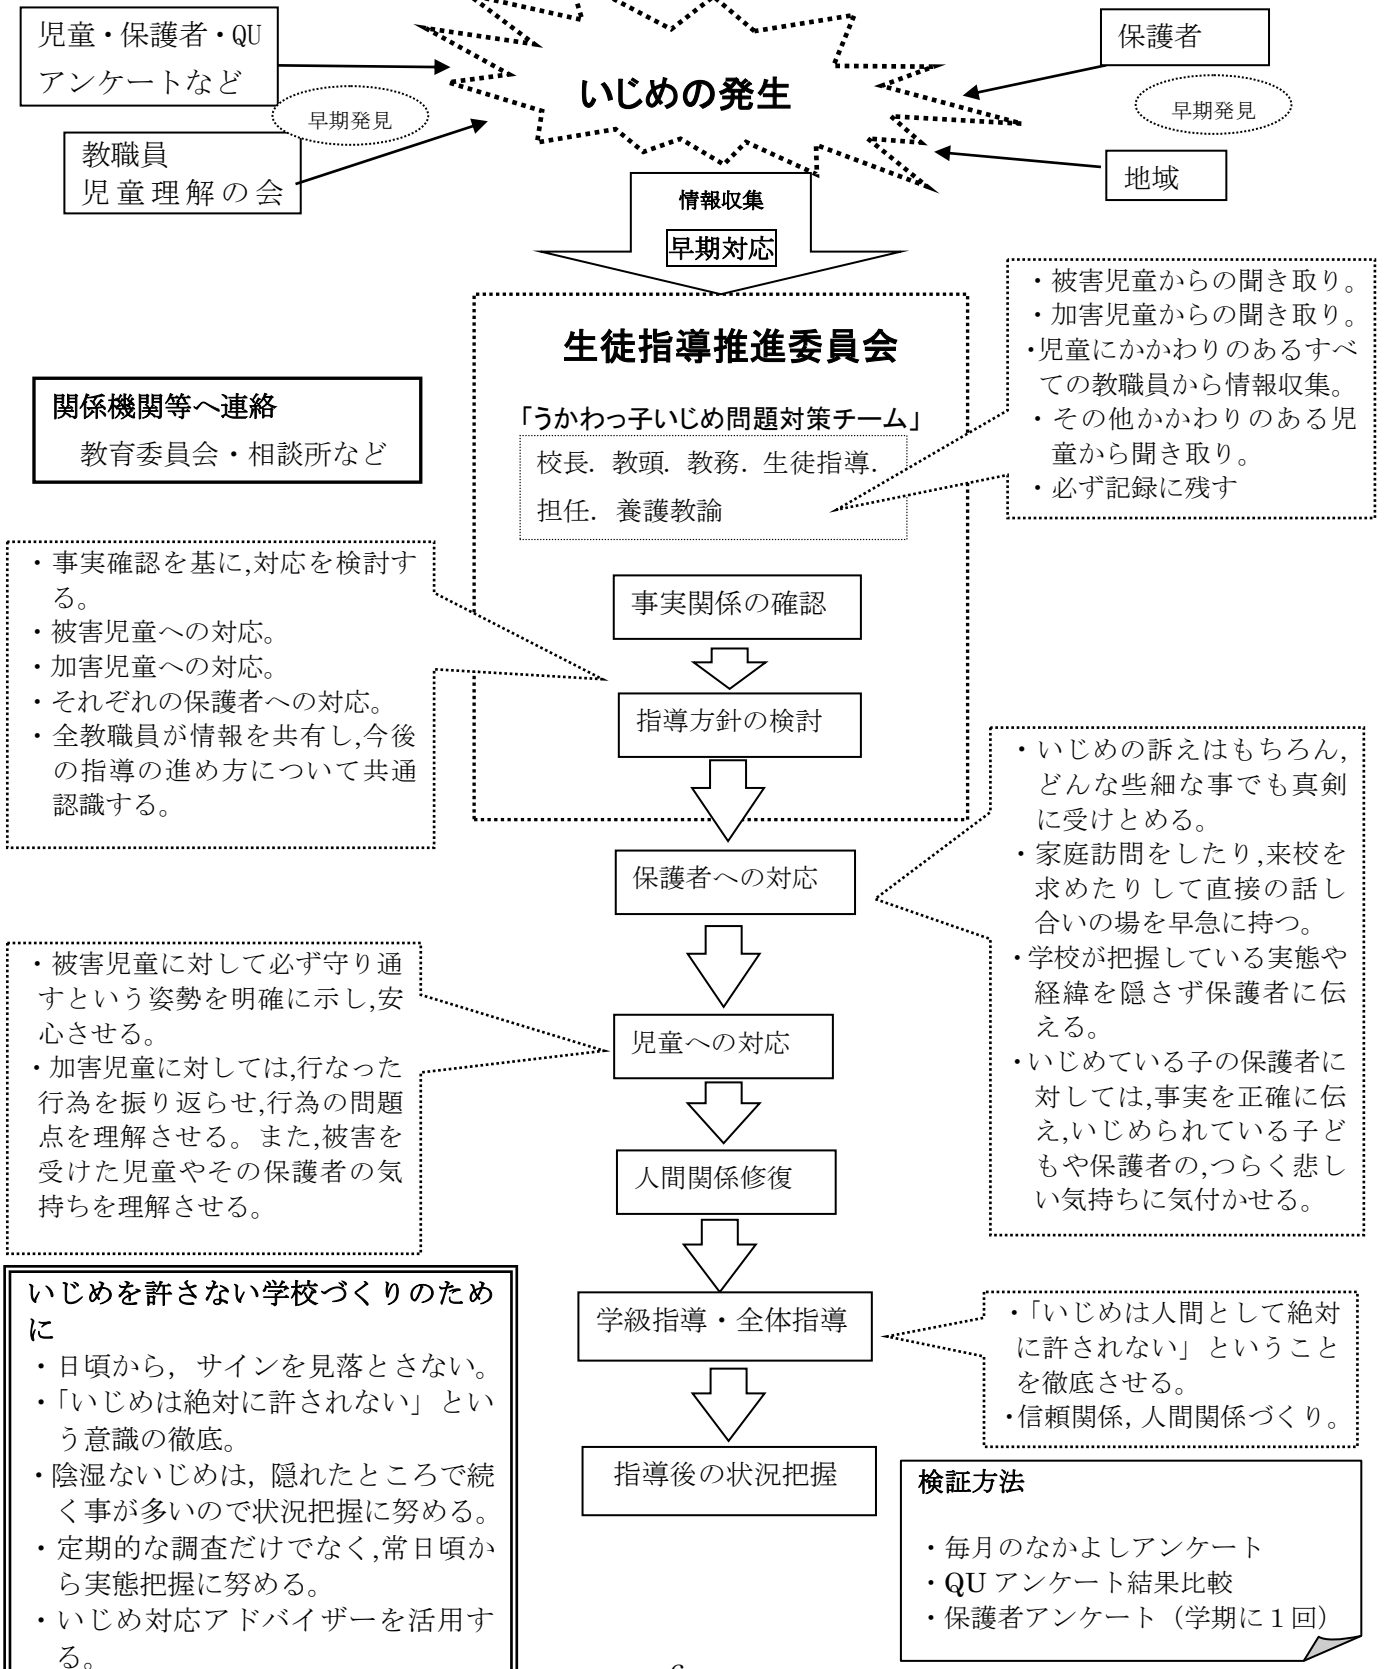 児童・保護者・QU
アンケートなど
早期発見
教職員
児童理解の会
いじめの発生
保護者
早期発見
地域
情報収集
早期対応
・被害児童からの聞き取り。
・加害児童からの聞き取り。
・児童にかかわりのあるすべ
ての教職員から情報収集。
・その他かかわりのある児
童から聞き取り。
・必ず記録に残す
生徒指導推進委員会
「うかわっ子いじめ問題対策チーム」
校長．教頭．教務．生徒指導．
担任．養護教諭
関係機関等へ連絡
教育委員会・相談所など
・事実確認を基に,対応を検討す
る。
・被害児童への対応。
・加害児童への対応。
・それぞれの保護者への対応。
・全教職員が情報を共有し,今後
の指導の進め方について共通
認識する。
事実関係の確認
指導方針の検討
保護者への対応
・いじめの訴えはもちろん,
どんな些細な事でも真剣
に受けとめる。
・家庭訪問をしたり,来校を
求めたりして直接の話し
合いの場を早急に持つ。
・学校が把握している実態や
経緯を隠さず保護者に伝
える。
・いじめている子の保護者に
対しては,事実を正確に伝
え,いじめられている子ど
もや保護者の,つらく悲し
い気持ちに気付かせる。
・被害児童に対して必ず守り通
すという姿勢を明確に示し,安
心させる。
・加害児童に対しては,行なった
行為を振り返らせ,行為の問題
点を理解させる。また,被害を
受けた児童やその保護者の気
持ちを理解させる。
児童への対応
人間関係修復
学級指導・全体指導
・「いじめは人間として絶対
に許されない」ということ
を徹底させる。
・信頼関係,人間関係づくり。
指導後の状況把握
いじめを許さない学校づくりのため
に
・日頃から，サインを見落とさない。
・「いじめは絶対に許されない」とい
う意識の徹底。
・陰湿ないじめは，隠れたところで続
く事が多いので状況把握に努める。
・定期的な調査だけでなく,常日頃か
ら実態把握に努める。
・いじめ対応アドバイザーを活用す
る。
検証方法
・毎月のなかよしアンケート
・QU アンケート結果比較
・保護者アンケート（学期に１回）